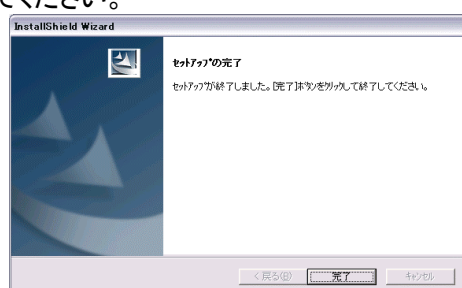 てください。
InstallShield Wizard
ｾｯﾄｱｯﾌﾟの完了
ｾｯﾄｱｯﾌﾟが終了しました。[完了]ﾎﾞﾀﾝをｸﾘｯｸして終了してください。
< 戻る(B)
完了
ｷｬﾝｾﾙ